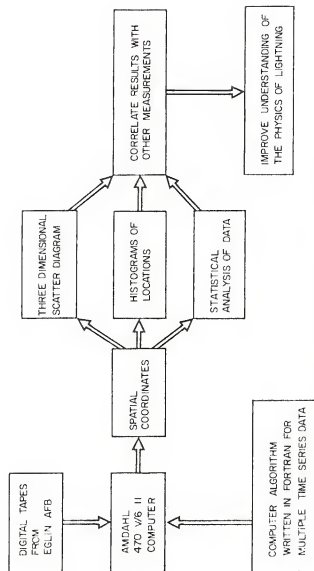 DIGITAL TAPES
FROM
EGLIN AFB
AMDAHL
470 V/6 II
COMPUTER
COMPUTER ALGORITHM
WRITTEN IN FORTRAN FOR
MULTIPLE TIME SERIES DATA
SPATIAL
COORDINATES
THREE DIMENSIONAL
SCATTER DIAGRAM
HISTOGRAMS OF
LOCATIONS
STATISTICAL
ANALYSIS OF DATA
CORRELATE RESULTS WITH
OTHER MEASUREMENTS
IMPROVE UNDERSTANDING OF
THE PHYSICS OF LIGHTNING